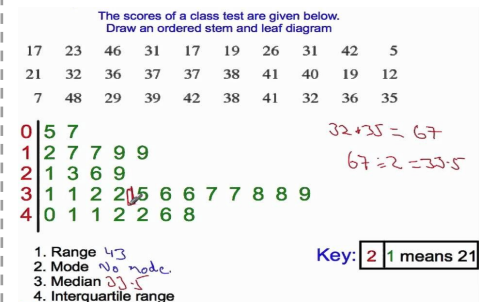 The scores of a class test are given below.
Draw an ordered stem and leaf diagram
17 23 46 31 17 19 26 31 42 5
21 32 36 37 37 38 41 40 19 12
7 48 29 39 42 38 41 32 36 35
0 5 7
1 2 7 7 9 9
2 1 3 6 9
3 1 1 2 2 5 6 6 7 7 8 8 9
4 0 1 1 2 2 6 8
32+35 = 67
67÷2=33.5
1. Range 43
2. Mode No mode.
3. Median 33.5
4. Interquartile range
Key: 2 1 means 21